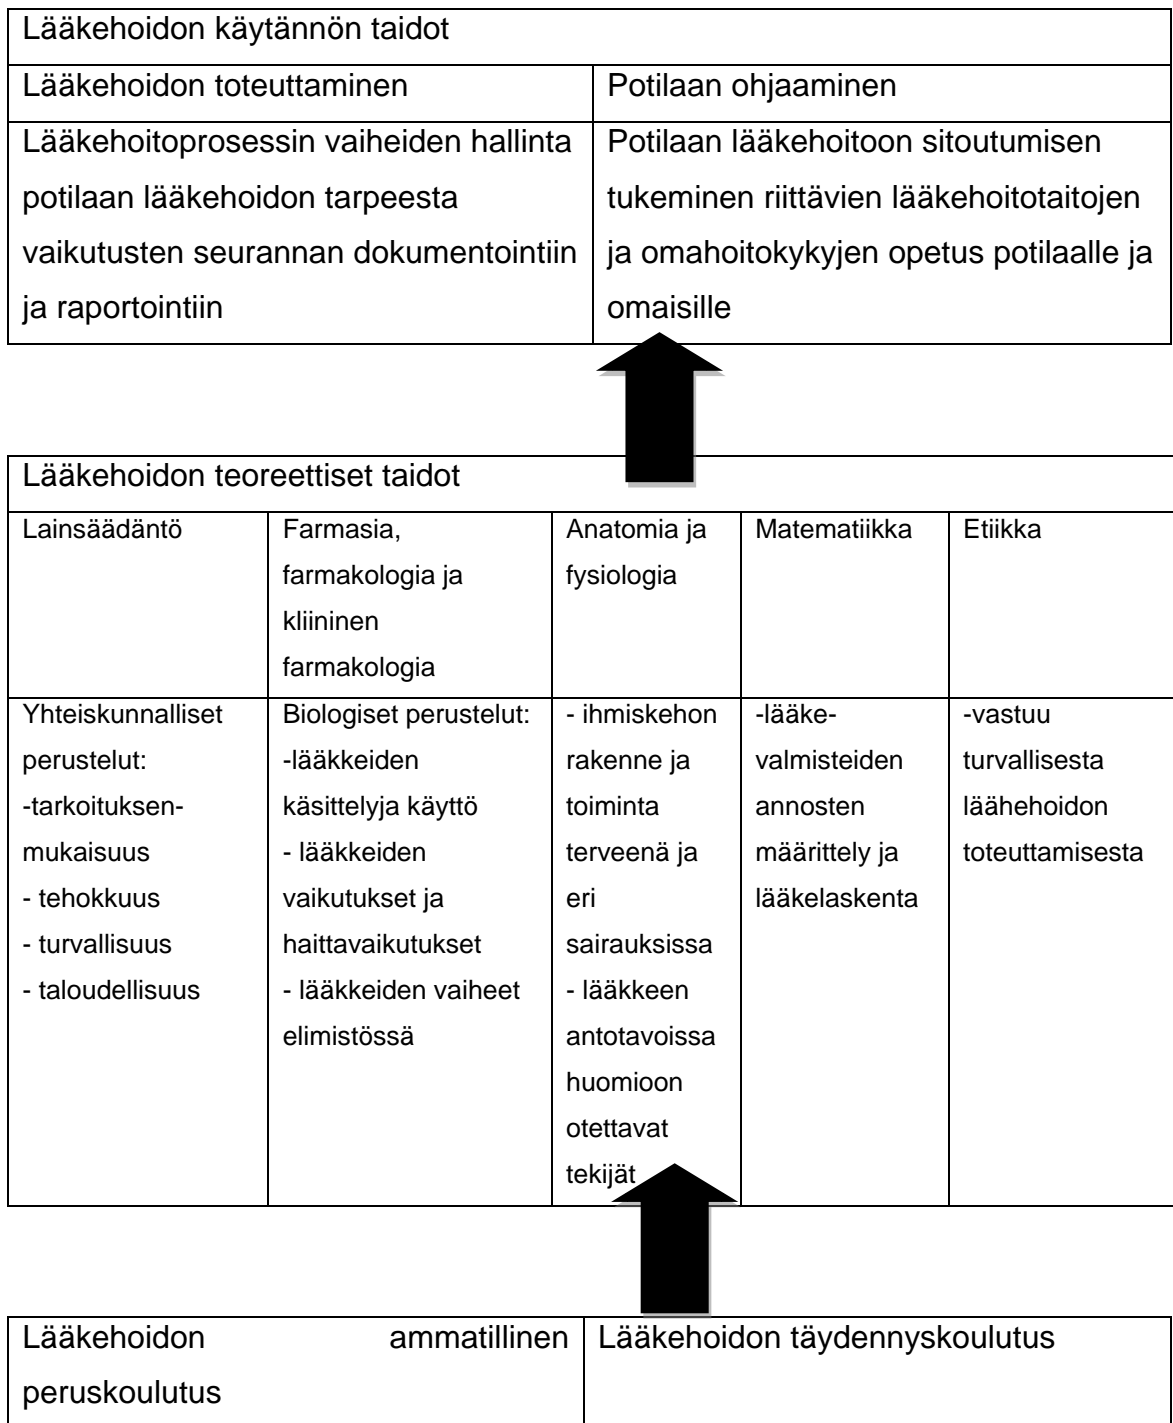 Lääkehoidon käytännön taidot
Lääkehoidon toteuttaminen
Potilaan ohjaaminen
Lääkehoitoprosessin vaiheiden hallinta
potilaan lääkehoidon tarpeesta
vaikutusten seurannan dokumentointiin
ja raportointiin
Potilaan lääkehoitoon sitoutumisen
tukeminen riittävien lääkehoitotaitojen
ja omahoitokykyjen opetus potilaalle ja
omaisille
Lääkehoidon teoreettiset taidot
Lainsäädäntö
Farmasia,
farmakologia ja
kliininen
farmakologia
Anatomia ja
fysiologia
Matematiikka
Etiikka
Yhteiskunnalliset
perustelut:
-tarkoituksen-
mukaisuus
- tehokkuus
- turvallisuus
- taloudellisuus
Biologiset perustelut:
-lääkkeiden
käsittelyja käyttö
- lääkkeiden
vaikutukset ja
haittavaikutukset
- lääkkeiden vaiheet
elimistössä
- ihmiskehon
rakenne ja
toiminta
terveenä ja
eri
sairauksissa
- lääkkeen
antotavoissa
huomioon
otettavat
tekijät
-lääke-
valmisteiden
annosten
määrittely ja
lääkelaskenta
-vastuu
turvallisesta
läähehoidon
toteuttamisesta
Lääkehoidon ammatillinen
peruskoulutus
Lääkehoidon täydennyskoulutus